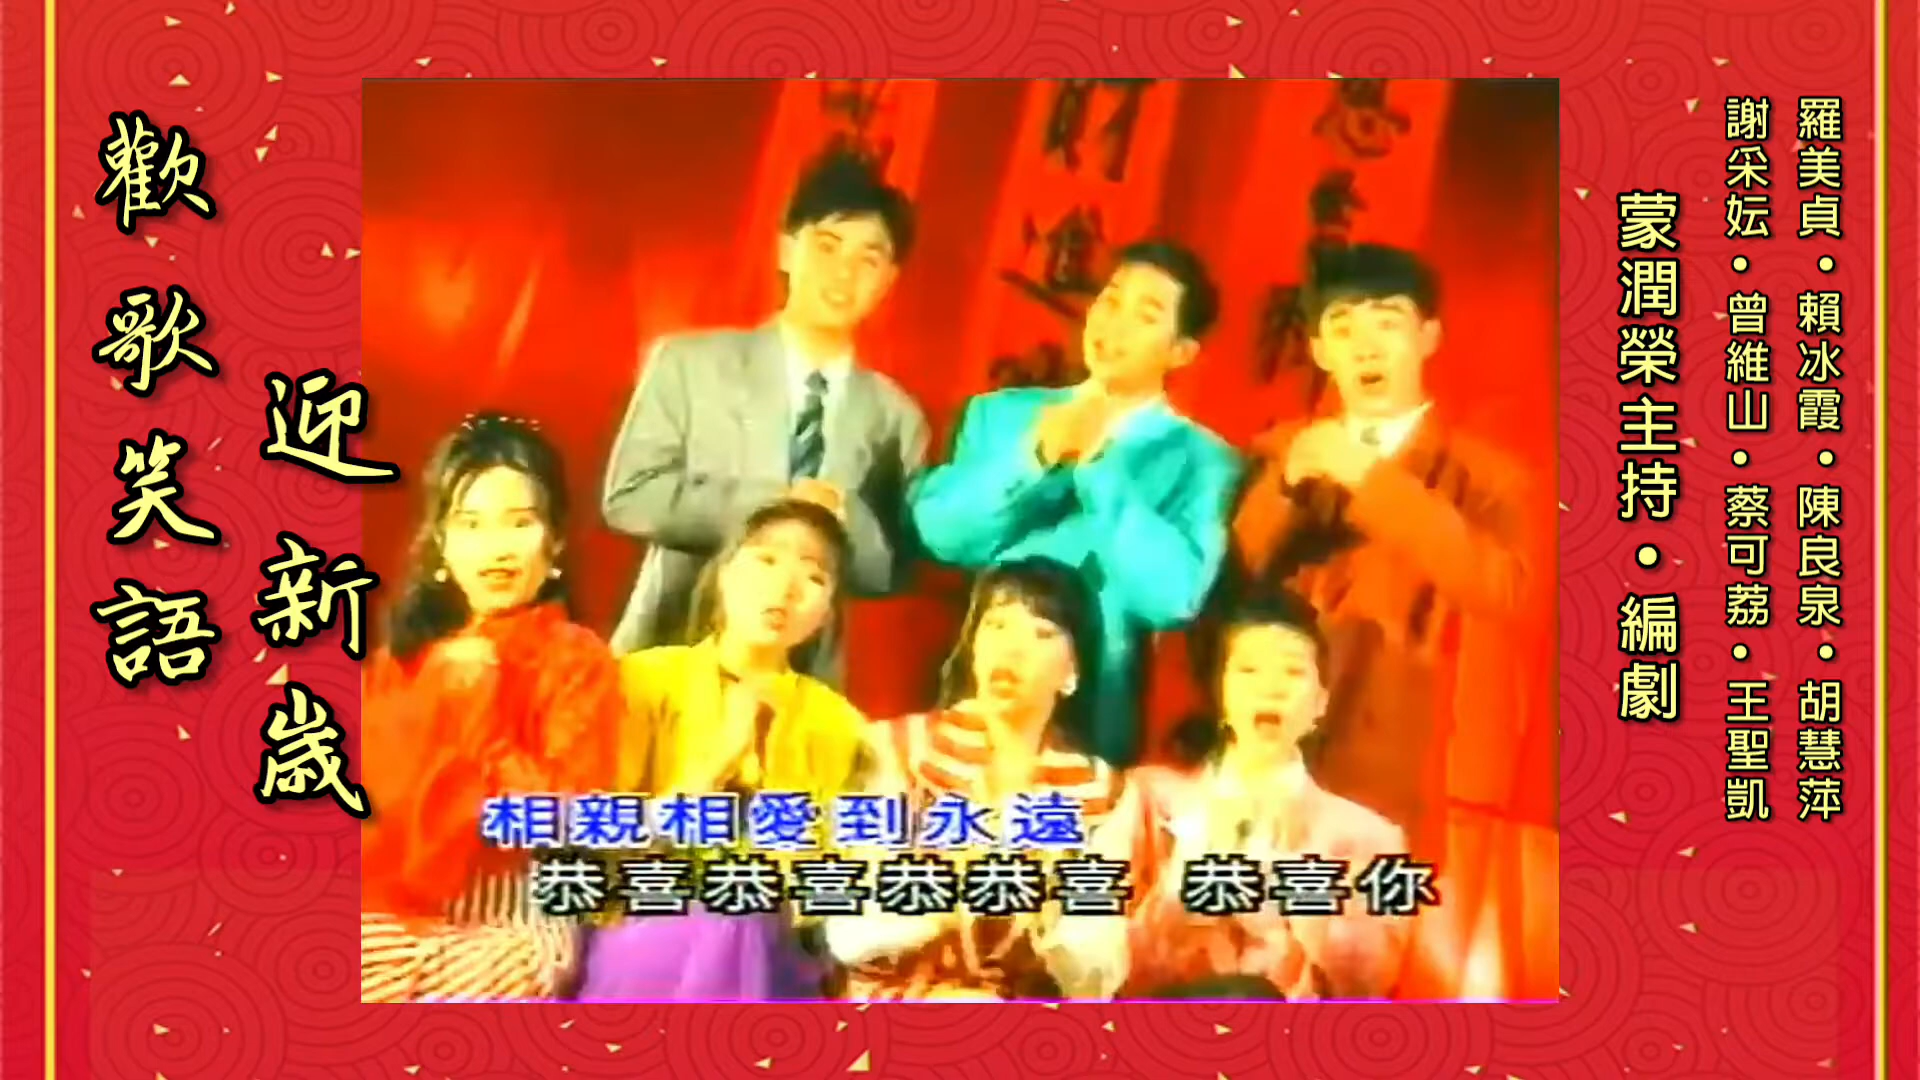 歡歌笑語
迎新歲
財進
相親相愛到永遠
恭喜恭喜恭恭喜 恭喜你
羅美貞•賴冰霞•陳良泉•胡慧萍
謝采妘•曾維山•蔡可荔•王聖凱
蒙潤榮主持•編劇